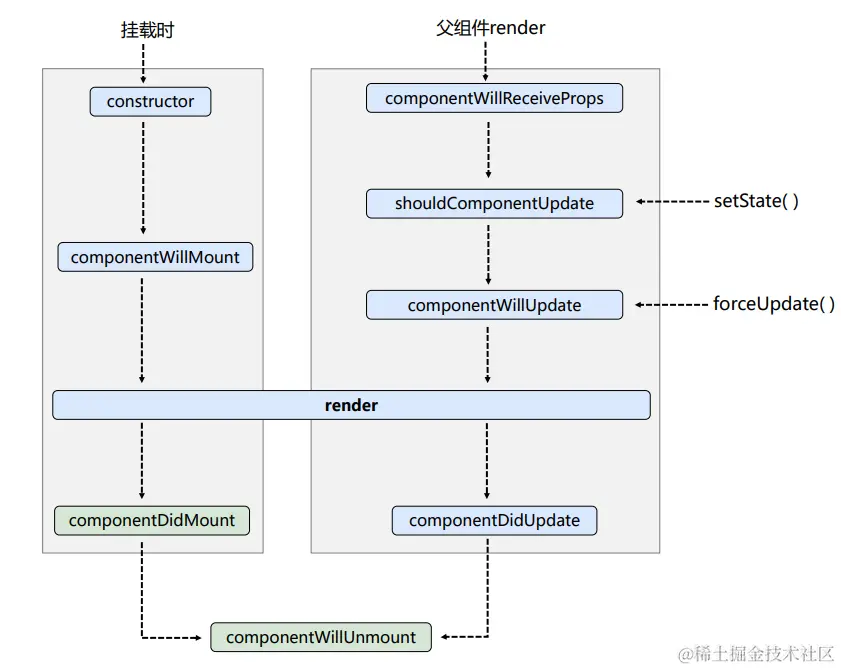 挂载时
父组件render
constructor
componentWillReceiveProps
shouldComponentUpdate
setState( )
componentWillMount
componentWillUpdate
forceUpdate( )
render
componentDidMount
componentDidUpdate
componentWillUnmount
@稀土掘金技术社区